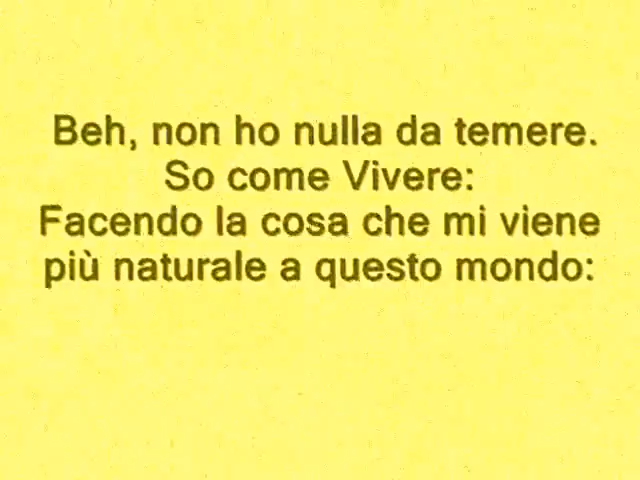 Beh, non ho nulla da temere.
So come Vivere:
Facendo la cosa che mi viene
più naturale a questo mondo: